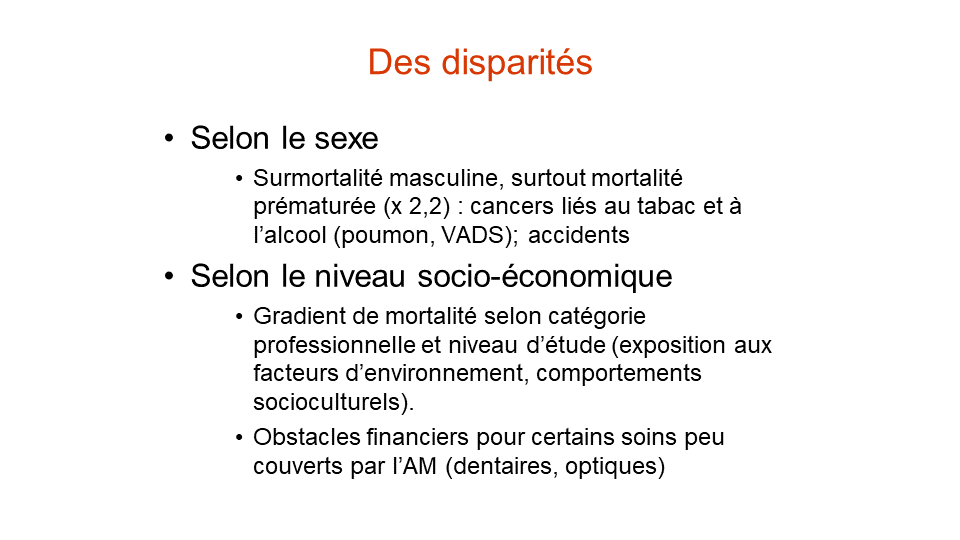 Des disparités
• Selon le sexe
• Surmortalité masculine, surtout mortalité
prématurée (x 2,2) : cancers liés au tabac et à
l’alcool (poumon, VADS); accidents
• Selon le niveau socio-économique
• Gradient de mortalité selon catégorie
professionnelle et niveau d’étude (exposition aux
facteurs d’environnement, comportements
socioculturels).
• Obstacles financiers pour certains soins peu
couverts par l’AM (dentaires, optiques)